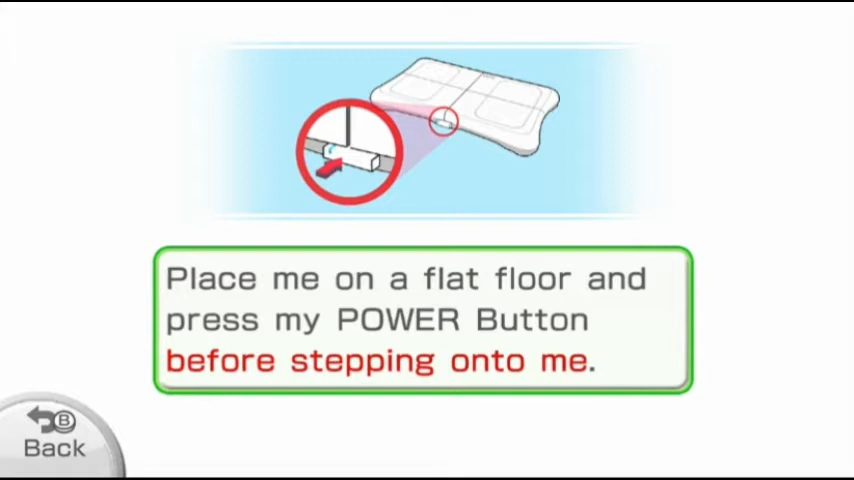 Place me on a flat floor and
press my POWER Button
before stepping onto me.
B
Back